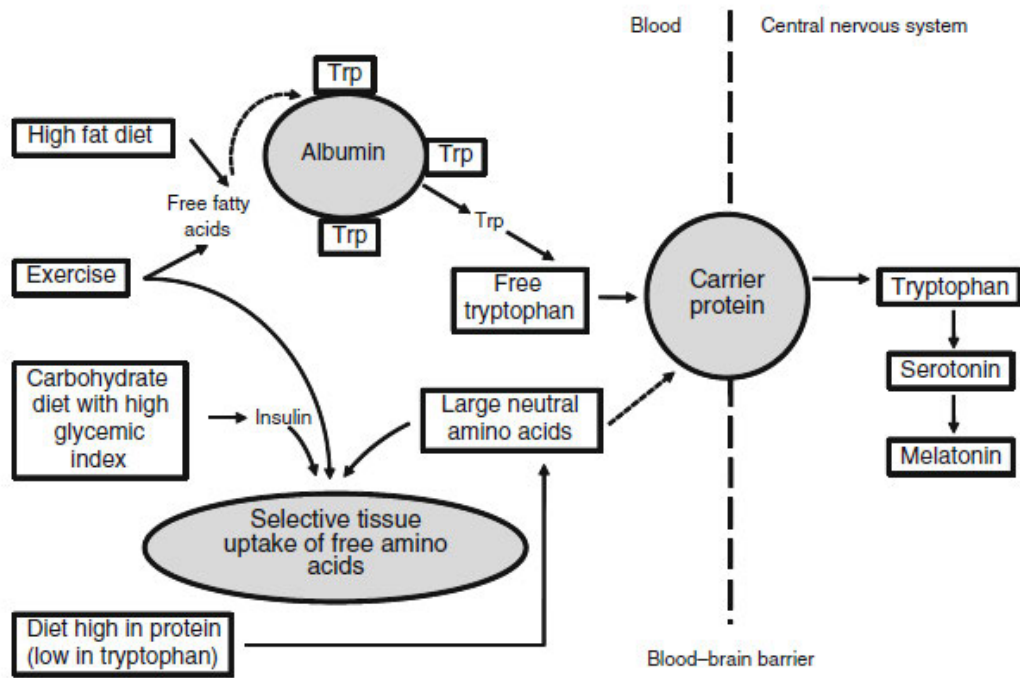 Blood
Central nervous system
Trp
High fat diet
Albumin
Trp
Free fatty
acids
Trp
Trp
Exercise
Free
tryptophan
Carrier
protein
Tryptophan
Serotonin
Melatonin
Carbohydrate
diet with high
glycemic
index
Insulin
Large neutral
amino acids
Selective tissue
uptake of free amino
acids
Diet high in protein
(low in tryptophan)
Blood–brain barrier